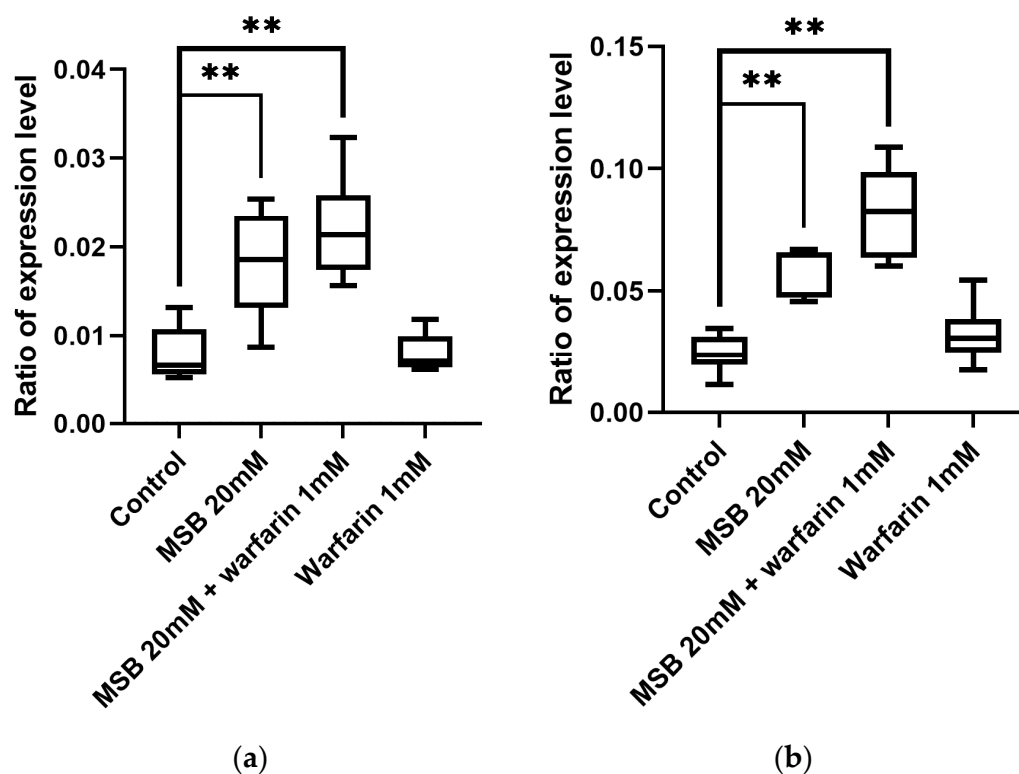 (a)
Ratio of expression level
0.04
0.03
0.02
0.01
0.00
**
**
Control
MSB 20mM
MSB 20mM + warfarin 1mM
Warfarin 1mM
(b)
Ratio of expression level
0.15
0.10
0.05
0.00
**
**
Control
MSB 20mM
MSB 20mM + warfarin 1mM
Warfarin 1mM
(a)
(b)